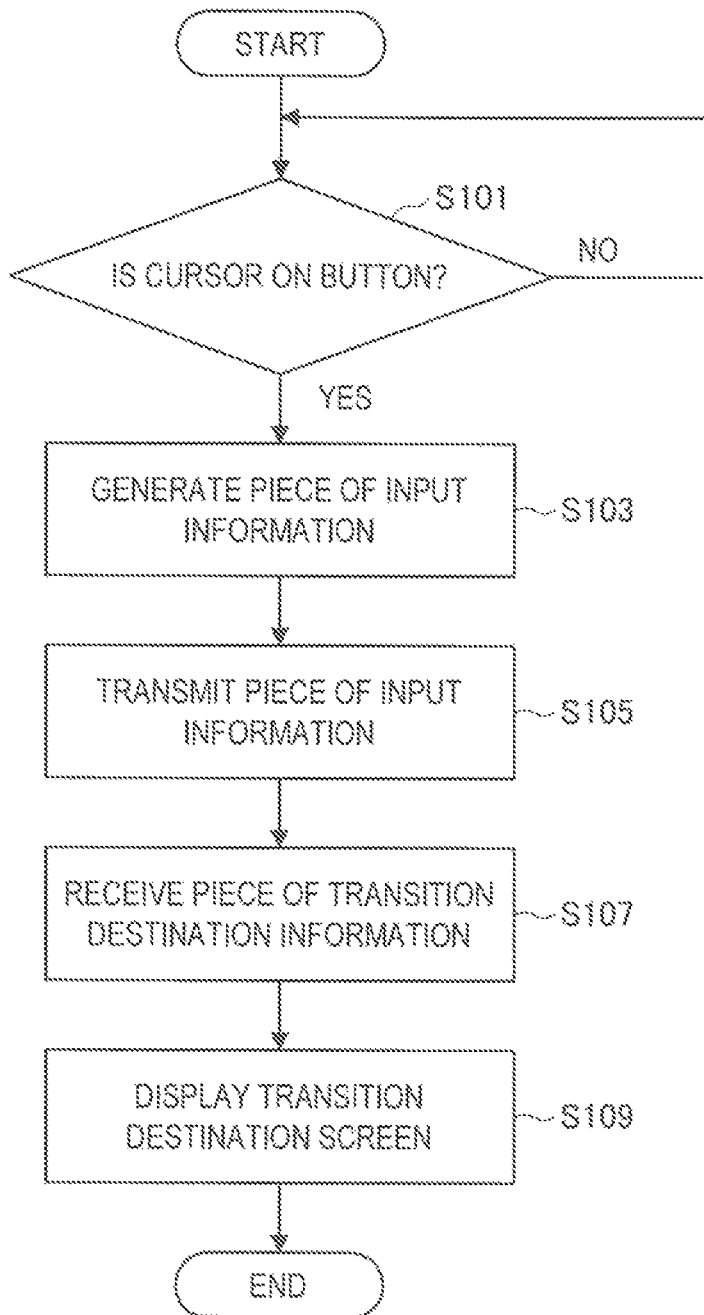 START
S101
IS CURSOR ON BUTTON?
NO
YES
GENERATE PIECE OF INPUT
INFORMATION
S103
TRANSMIT PIECE OF INPUT
INFORMATION
S105
RECEIVE PIECE OF TRANSITION
DESTINATION INFORMATION
S107
DISPLAY TRANSITION
DESTINATION SCREEN
S109
END